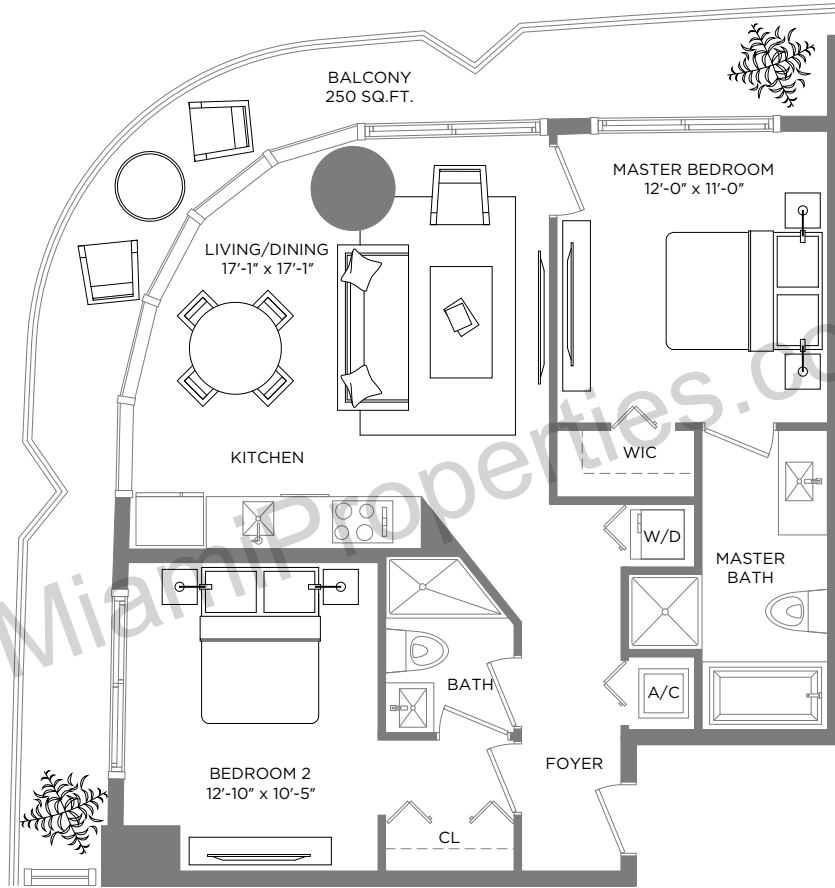 BALCONY
250 SQ.FT.
MASTER BEDROOM
12'-0" x 11'-0"
LIVING/DINING
17'-1" x 17'-1"
KITCHEN
WIC
W/D
MASTER
BATH
BATH
A/C
FOYER
BEDROOM 2
12'-10" x 10'-5"
CL
MiamiProperties.co